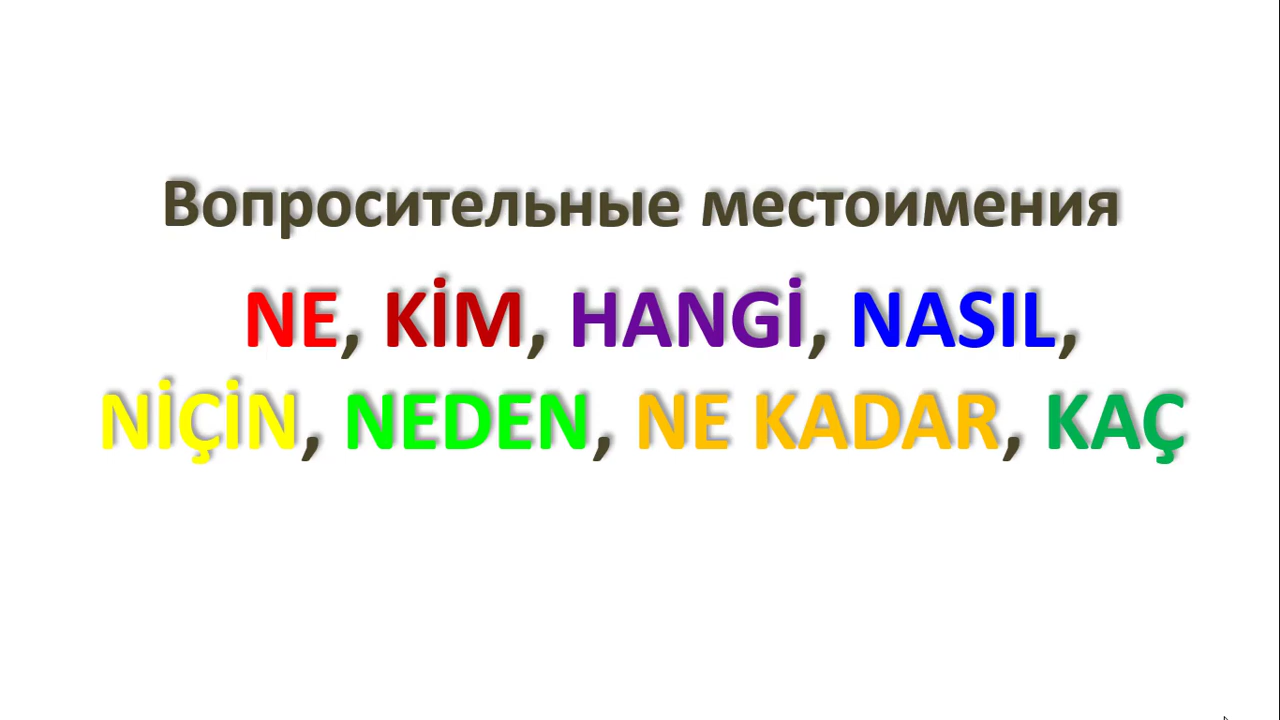 Вопросительные местоимения
NE, KİM, HANGİ, NASIL,
NİÇİN, NEDEN, NE KADAR, KAÇ